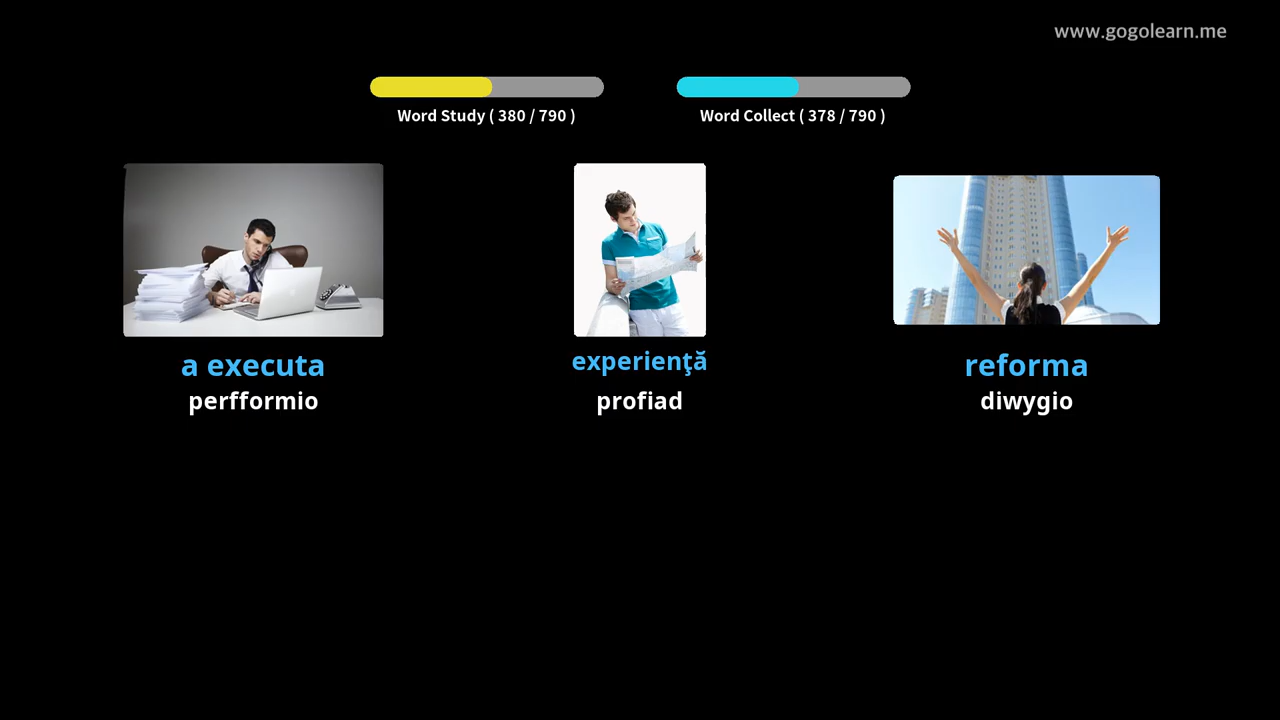 www.gogolearn.me
Word Study ( 380 / 790 )
Word Collect ( 378 / 790 )
a executa
perfformio
experienţă
profiad
reforma
diwygio